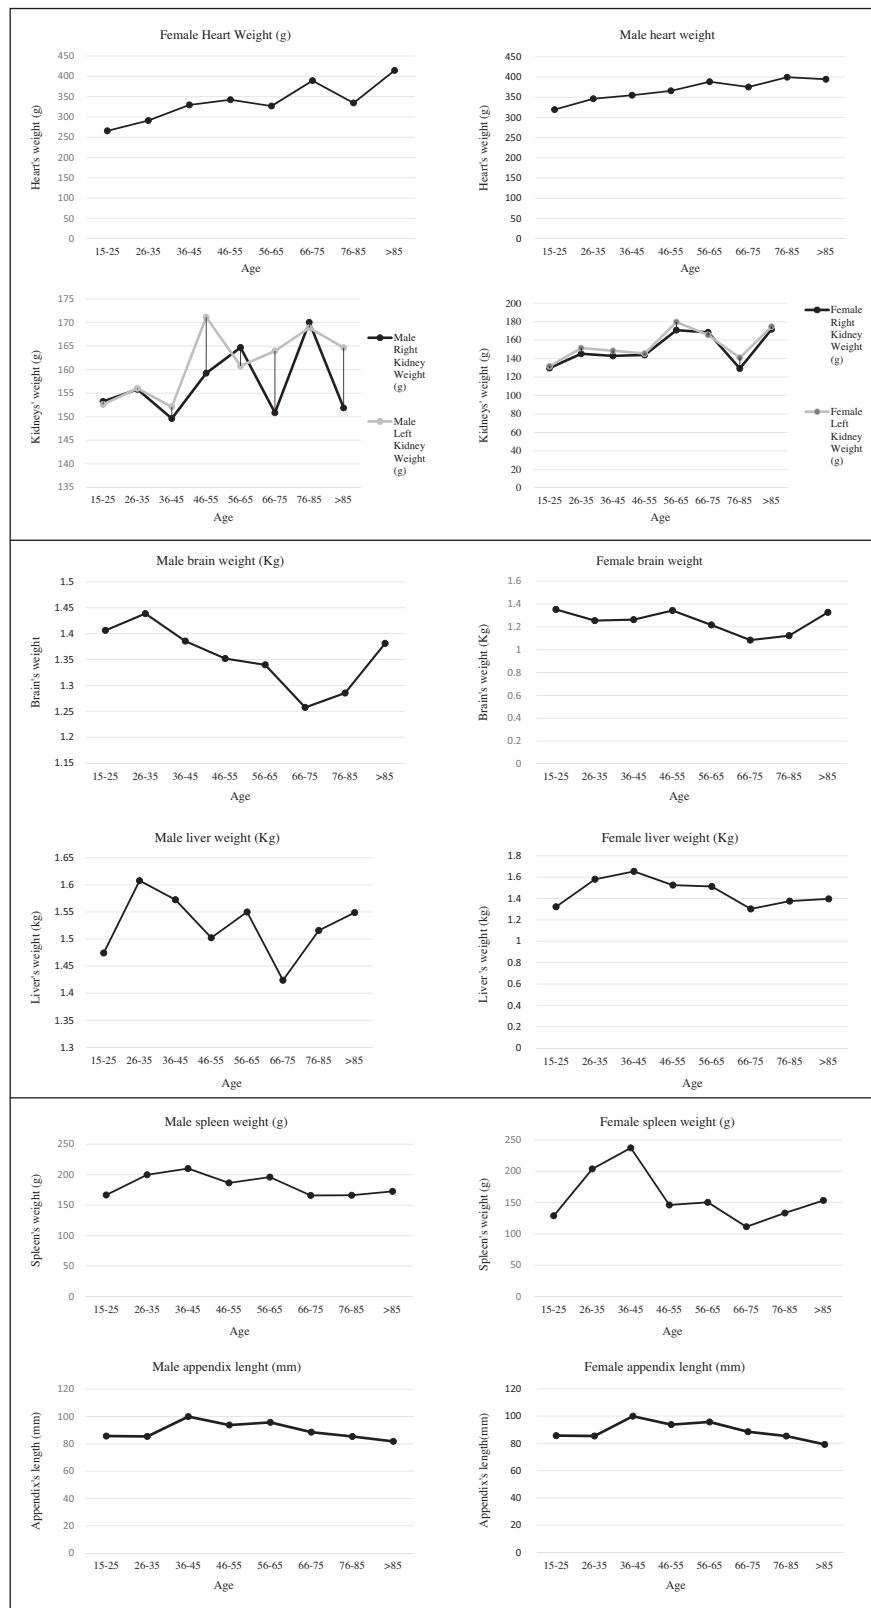 Female Heart Weight (g)
Heart's weight (g)
450
400
350
300
250
200
150
100
50
0
15-25 26-35 36-45 46-55 56-65 66-75 76-85 >85
Age
Male heart weight
Heart's weight (g)
450
400
350
300
250
200
150
100
50
0
15-25 26-35 36-45 46-55 56-65 66-75 76-85 >85
Age
Kidneys' weight (g)
175
170
165
160
155
150
145
140
135
15-25 26-35 36-45 46-55 56-65 66-75 76-85 >85
Age
Male
Right
Kidney
Weight
(g)
Male
Left
Kidney
Weight
(g)
Kidneys' weight (g)
200
180
160
140
120
100
80
60
40
20
0
15-25 26-35 36-45 46-55 56-65 66-75 76-85 >85
Age
Female
Right
Kidney
Weight
(g)
Female
Left
Kidney
Weight
(g)
Male brain weight (Kg)
Brain's weight
1.5
1.45
1.4
1.35
1.3
1.25
1.2
1.15
15-25 26-35 36-45 46-55 56-65 66-75 76-85 >85
Age
Female brain weight
Brain's weight (Kg)
1.6
1.4
1.2
1
0.8
0.6
0.4
0.2
0
15-25 26-35 36-45 46-55 56-65 66-75 76-85 >85
Age
Male liver weight (Kg)
Liver's weight (kg)
1.65
1.6
1.55
1.5
1.45
1.4
1.35
1.3
15-25 26-35 36-45 46-55 56-65 66-75 76-85 >85
Age
Female liver weight (Kg)
Liver 's weight (kg)
1.8
1.6
1.4
1.2
1
0.8
0.6
0.4
0.2
0
15-25 26-35 36-45 46-55 56-65 66-75 76-85 >85
Age
Male spleen weight (g)
Spleen's weight (g)
250
200
150
100
50
0
15-25 26-35 36-45 46-55 56-65 66-75 76-85 >85
Age
Female spleen weight (g)
Spleen's weight (g)
250
200
150
100
50
0
15-25 26-35 36-45 46-55 56-65 66-75 76-85 >85
Age
Male appendix lenght (mm)
Appendix's length (mm)
120
100
80
60
40
20
0
15-25 26-35 36-45 46-55 56-65 66-75 76-85 >85
Age
Female appendix lenght (mm)
Appendix's length(mm)
120
100
80
60
40
20
0
15-25 26-35 36-45 46-55 56-65 66-75 76-85 >85
Age